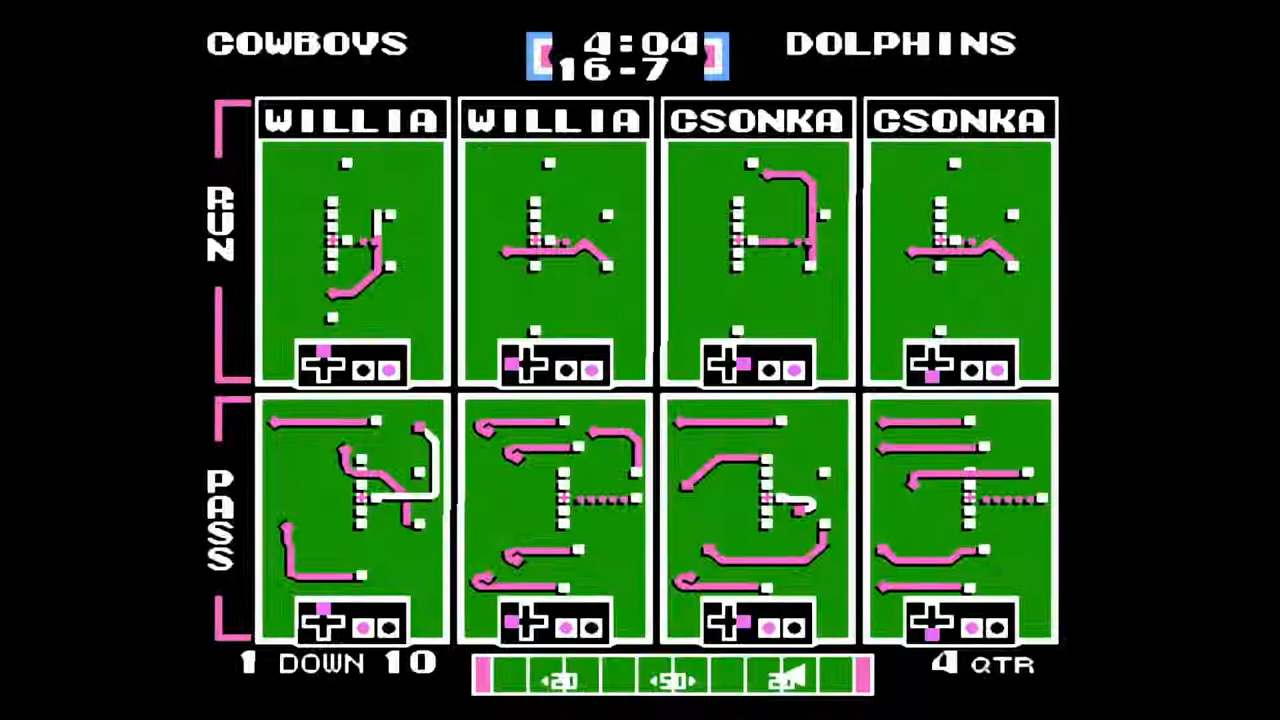 COWBOYS 4:04 DOLPHINS
16-7
WILLIA WILLIA CSONKA CSONKA
RUN
PASS
1 DOWN 10 4 QTR
20 50 20